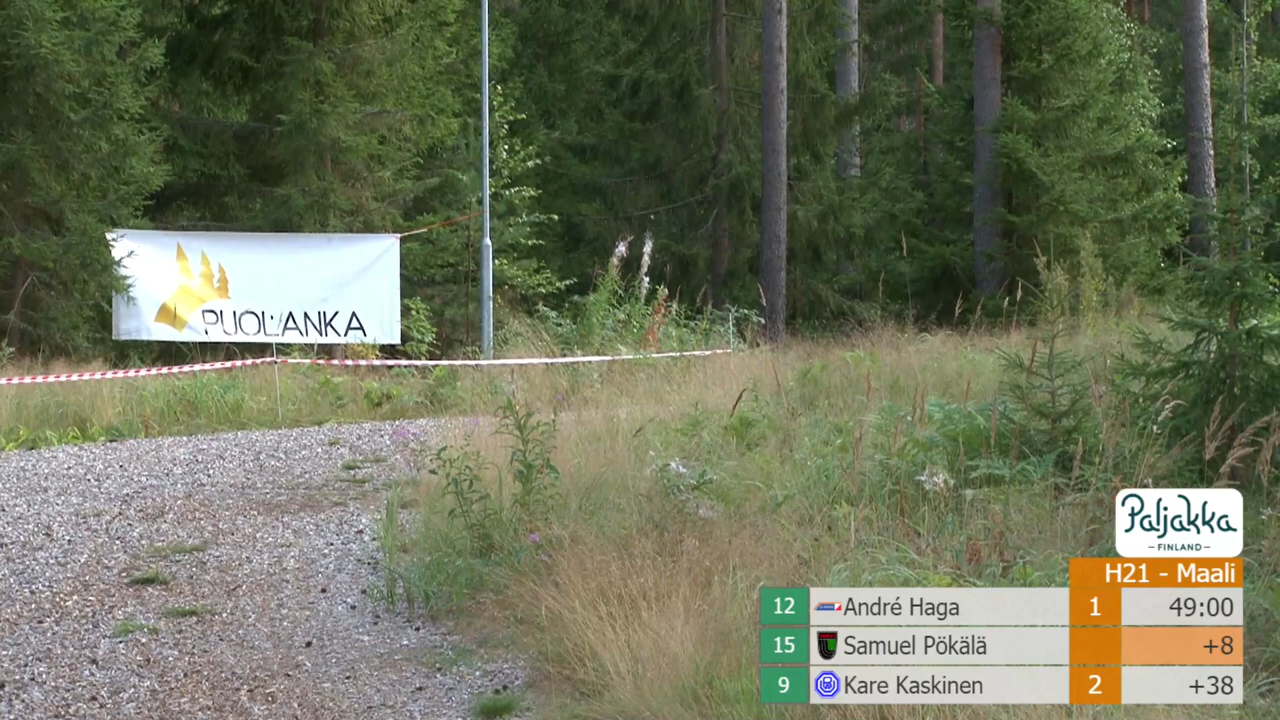 PUOLANKA
Paljakka
— FINLAND —
H21 - Maali
12 André Haga 1 49:00
15 Samuel Pökälä +8
9 Kare Kaskinen 2 +38